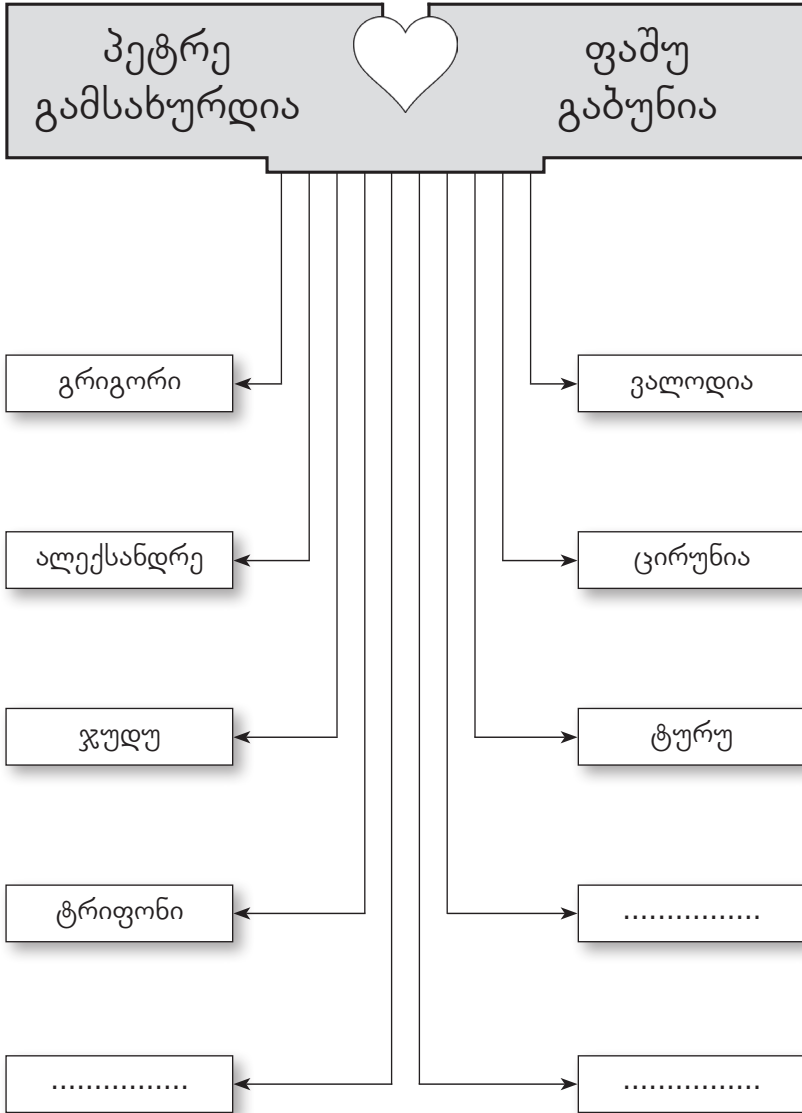 პეტრე
გამსახურდია
ფაშუ
გაბუნია
გრიგორი
ვალოდია
ალექსანდრე
ცირუნია
ჯუდუ
ტურუ
ტრიფონი
................
................
................